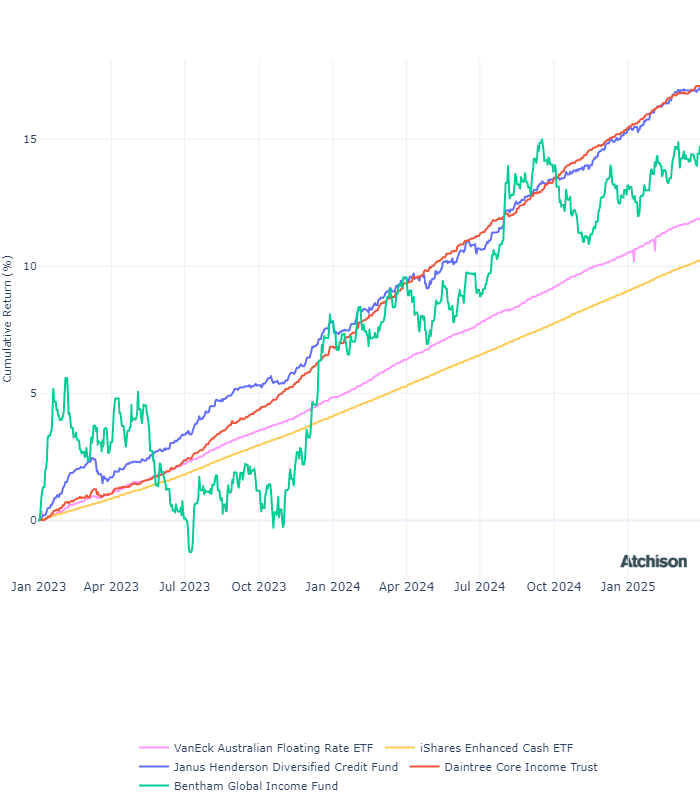 Cumulative Return (%)
15
10
5
0
Atchison
Jan 2023 Apr 2023 Jul 2023 Oct 2023 Jan 2024 Apr 2024 Jul 2024 Oct 2024 Jan 2025
VanEck Australian Floating Rate ETF iShares Enhanced Cash ETF
Janus Henderson Diversified Credit Fund Daintree Core Income Trust
Bentham Global Income Fund